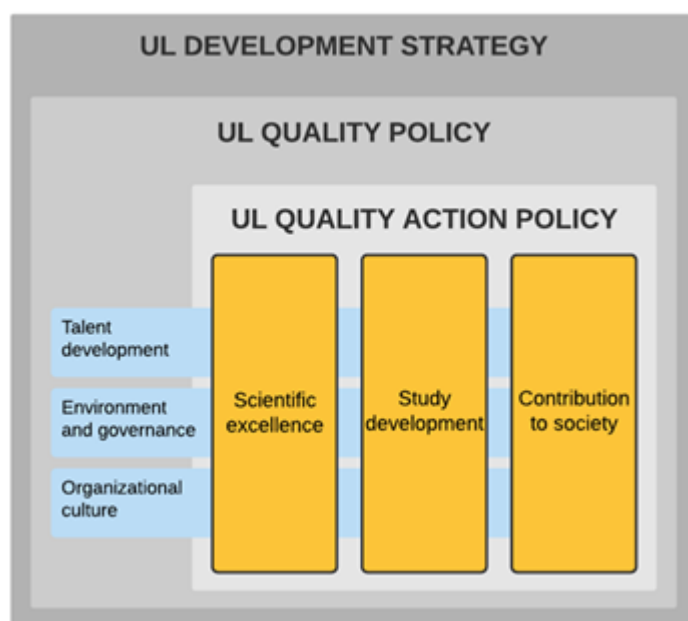 UL DEVELOPMENT STRATEGY
UL QUALITY POLICY
UL QUALITY ACTION POLICY
Talent
development
Environment
and governance
Organizational
culture
Scientific
excellence
Study
development
Contribution
to society